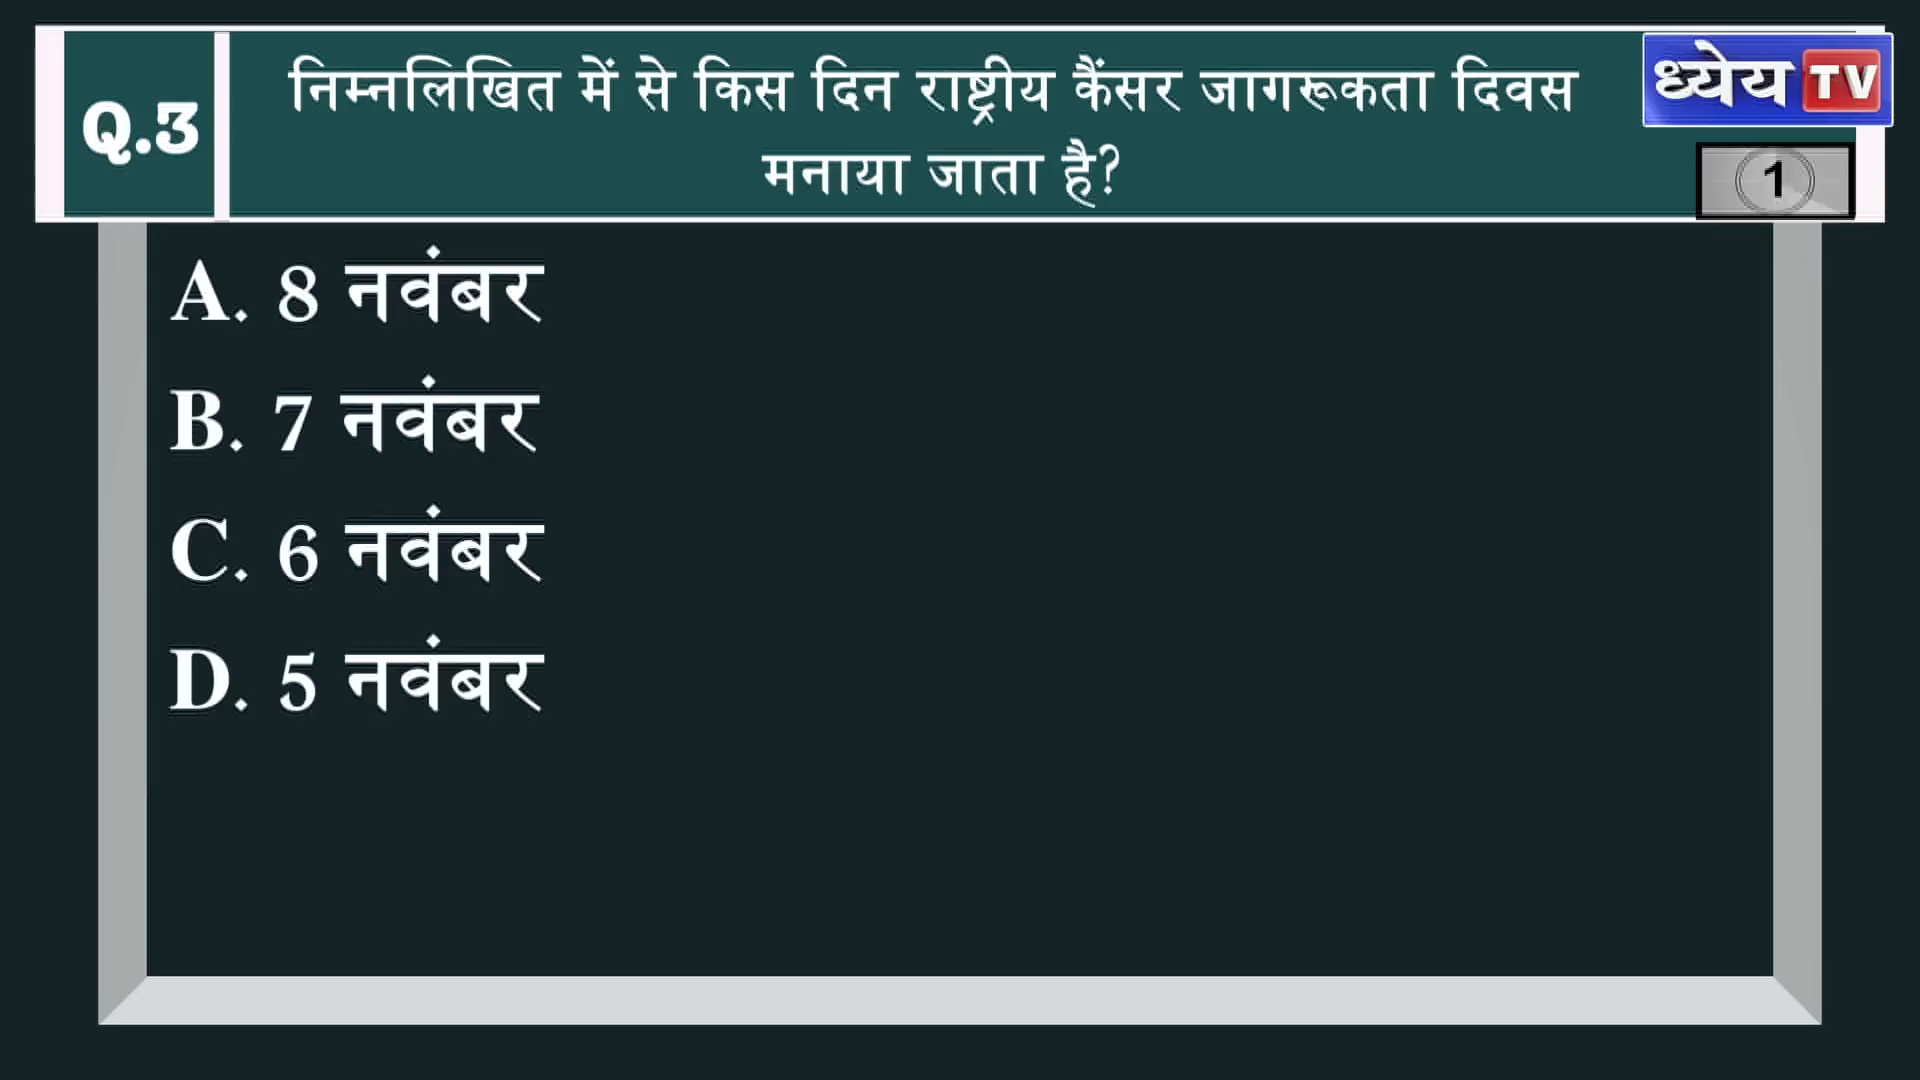 Q.3
निम्नलिखित में से किस दिन राष्ट्रीय कैंसर जागरूकता दिवस
मनाया जाता है?
ध्येय TV
1
A. 8 नवंबर
B. 7 नवंबर
C. 6 नवंबर
D. 5 नवंबर